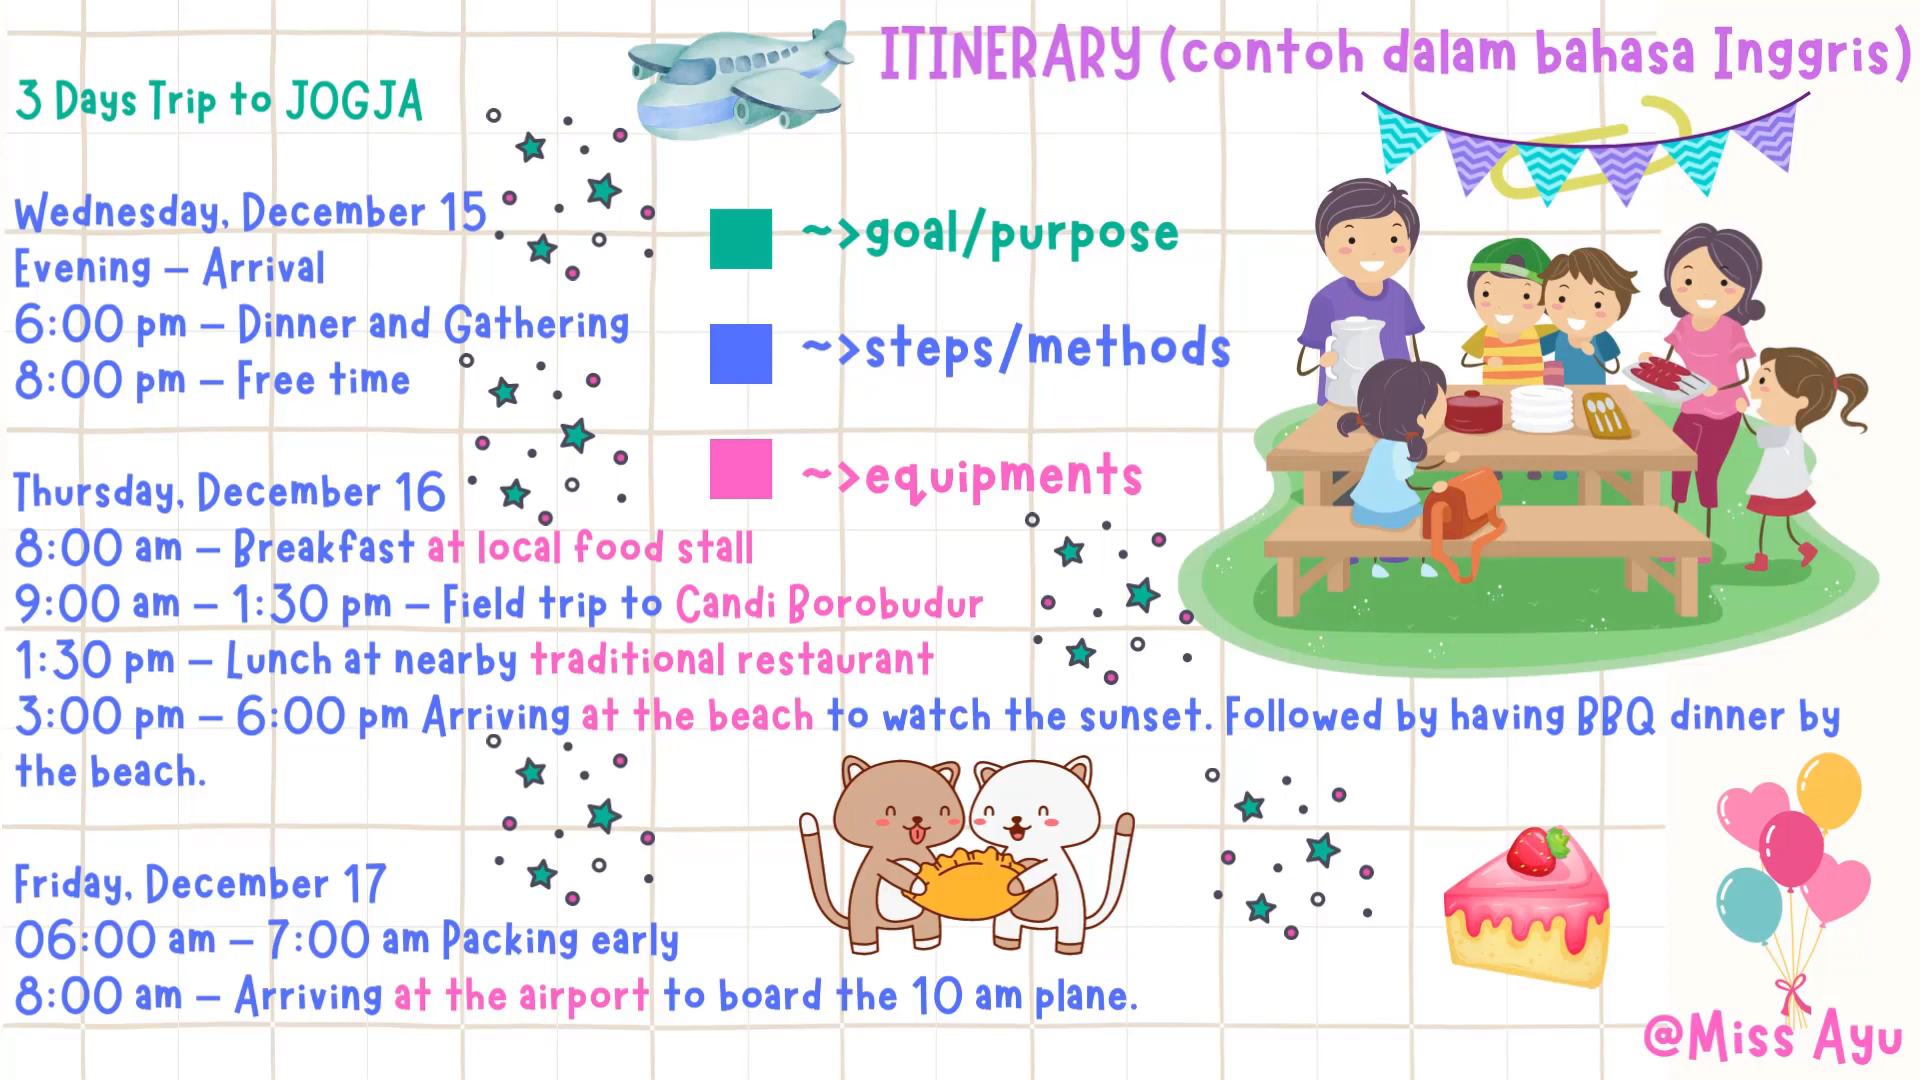 ITINERARY (contoh dalam bahasa Inggris)
3 Days Trip to JOGJA
Wednesday, December 15
Evening – Arrival
6:00 pm – Dinner and Gathering
8:00 pm – Free time
~>goal/purpose
~>steps/methods
~>equipments
Thursday, December 16
8:00 am – Breakfast at local food stall
9:00 am – 1:30 pm – Field trip to Candi Borobudur
1:30 pm – Lunch at nearby traditional restaurant
3:00 pm – 6:00 pm Arriving at the beach to watch the sunset. Followed by having BBQ dinner by
the beach.
Friday, December 17
06:00 am – 7:00 am Packing early
8:00 am – Arriving at the airport to board the 10 am plane.
@Miss Ayu